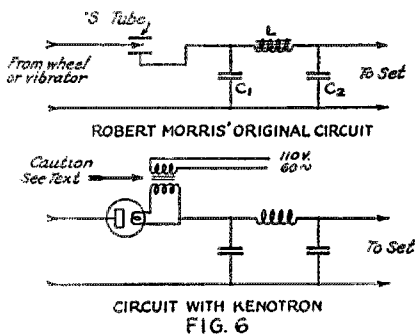 'S Tube
L
From wheel
or vibrator
C1
C2
To Set
ROBERT MORRIS' ORIGINAL CIRCUIT
Caution
See Text
110 V.
60~
To Set
CIRCUIT WITH KENOTRON
FIG. 6